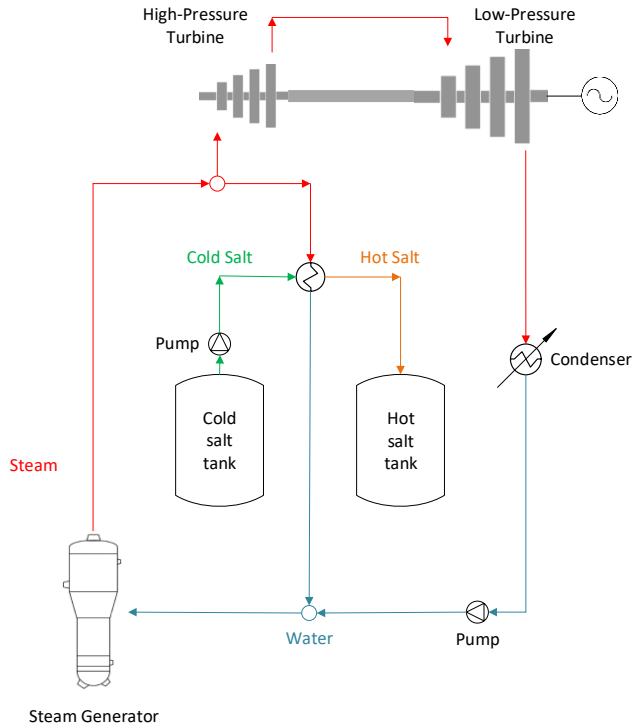 High-Pressure
Turbine
Low-Pressure
Turbine
Cold Salt
Hot Salt
Pump
Condenser
Cold
salt
tank
Hot
salt
tank
Steam
Water
Pump
Steam Generator